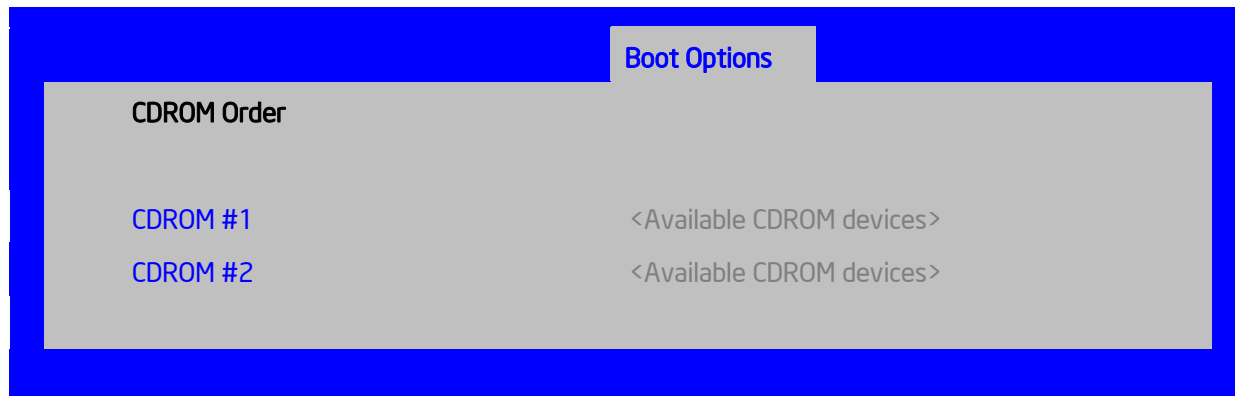 Boot Options
CDROM Order
CDROM #1 <Available CDROM devices>
CDROM #2 <Available CDROM devices>